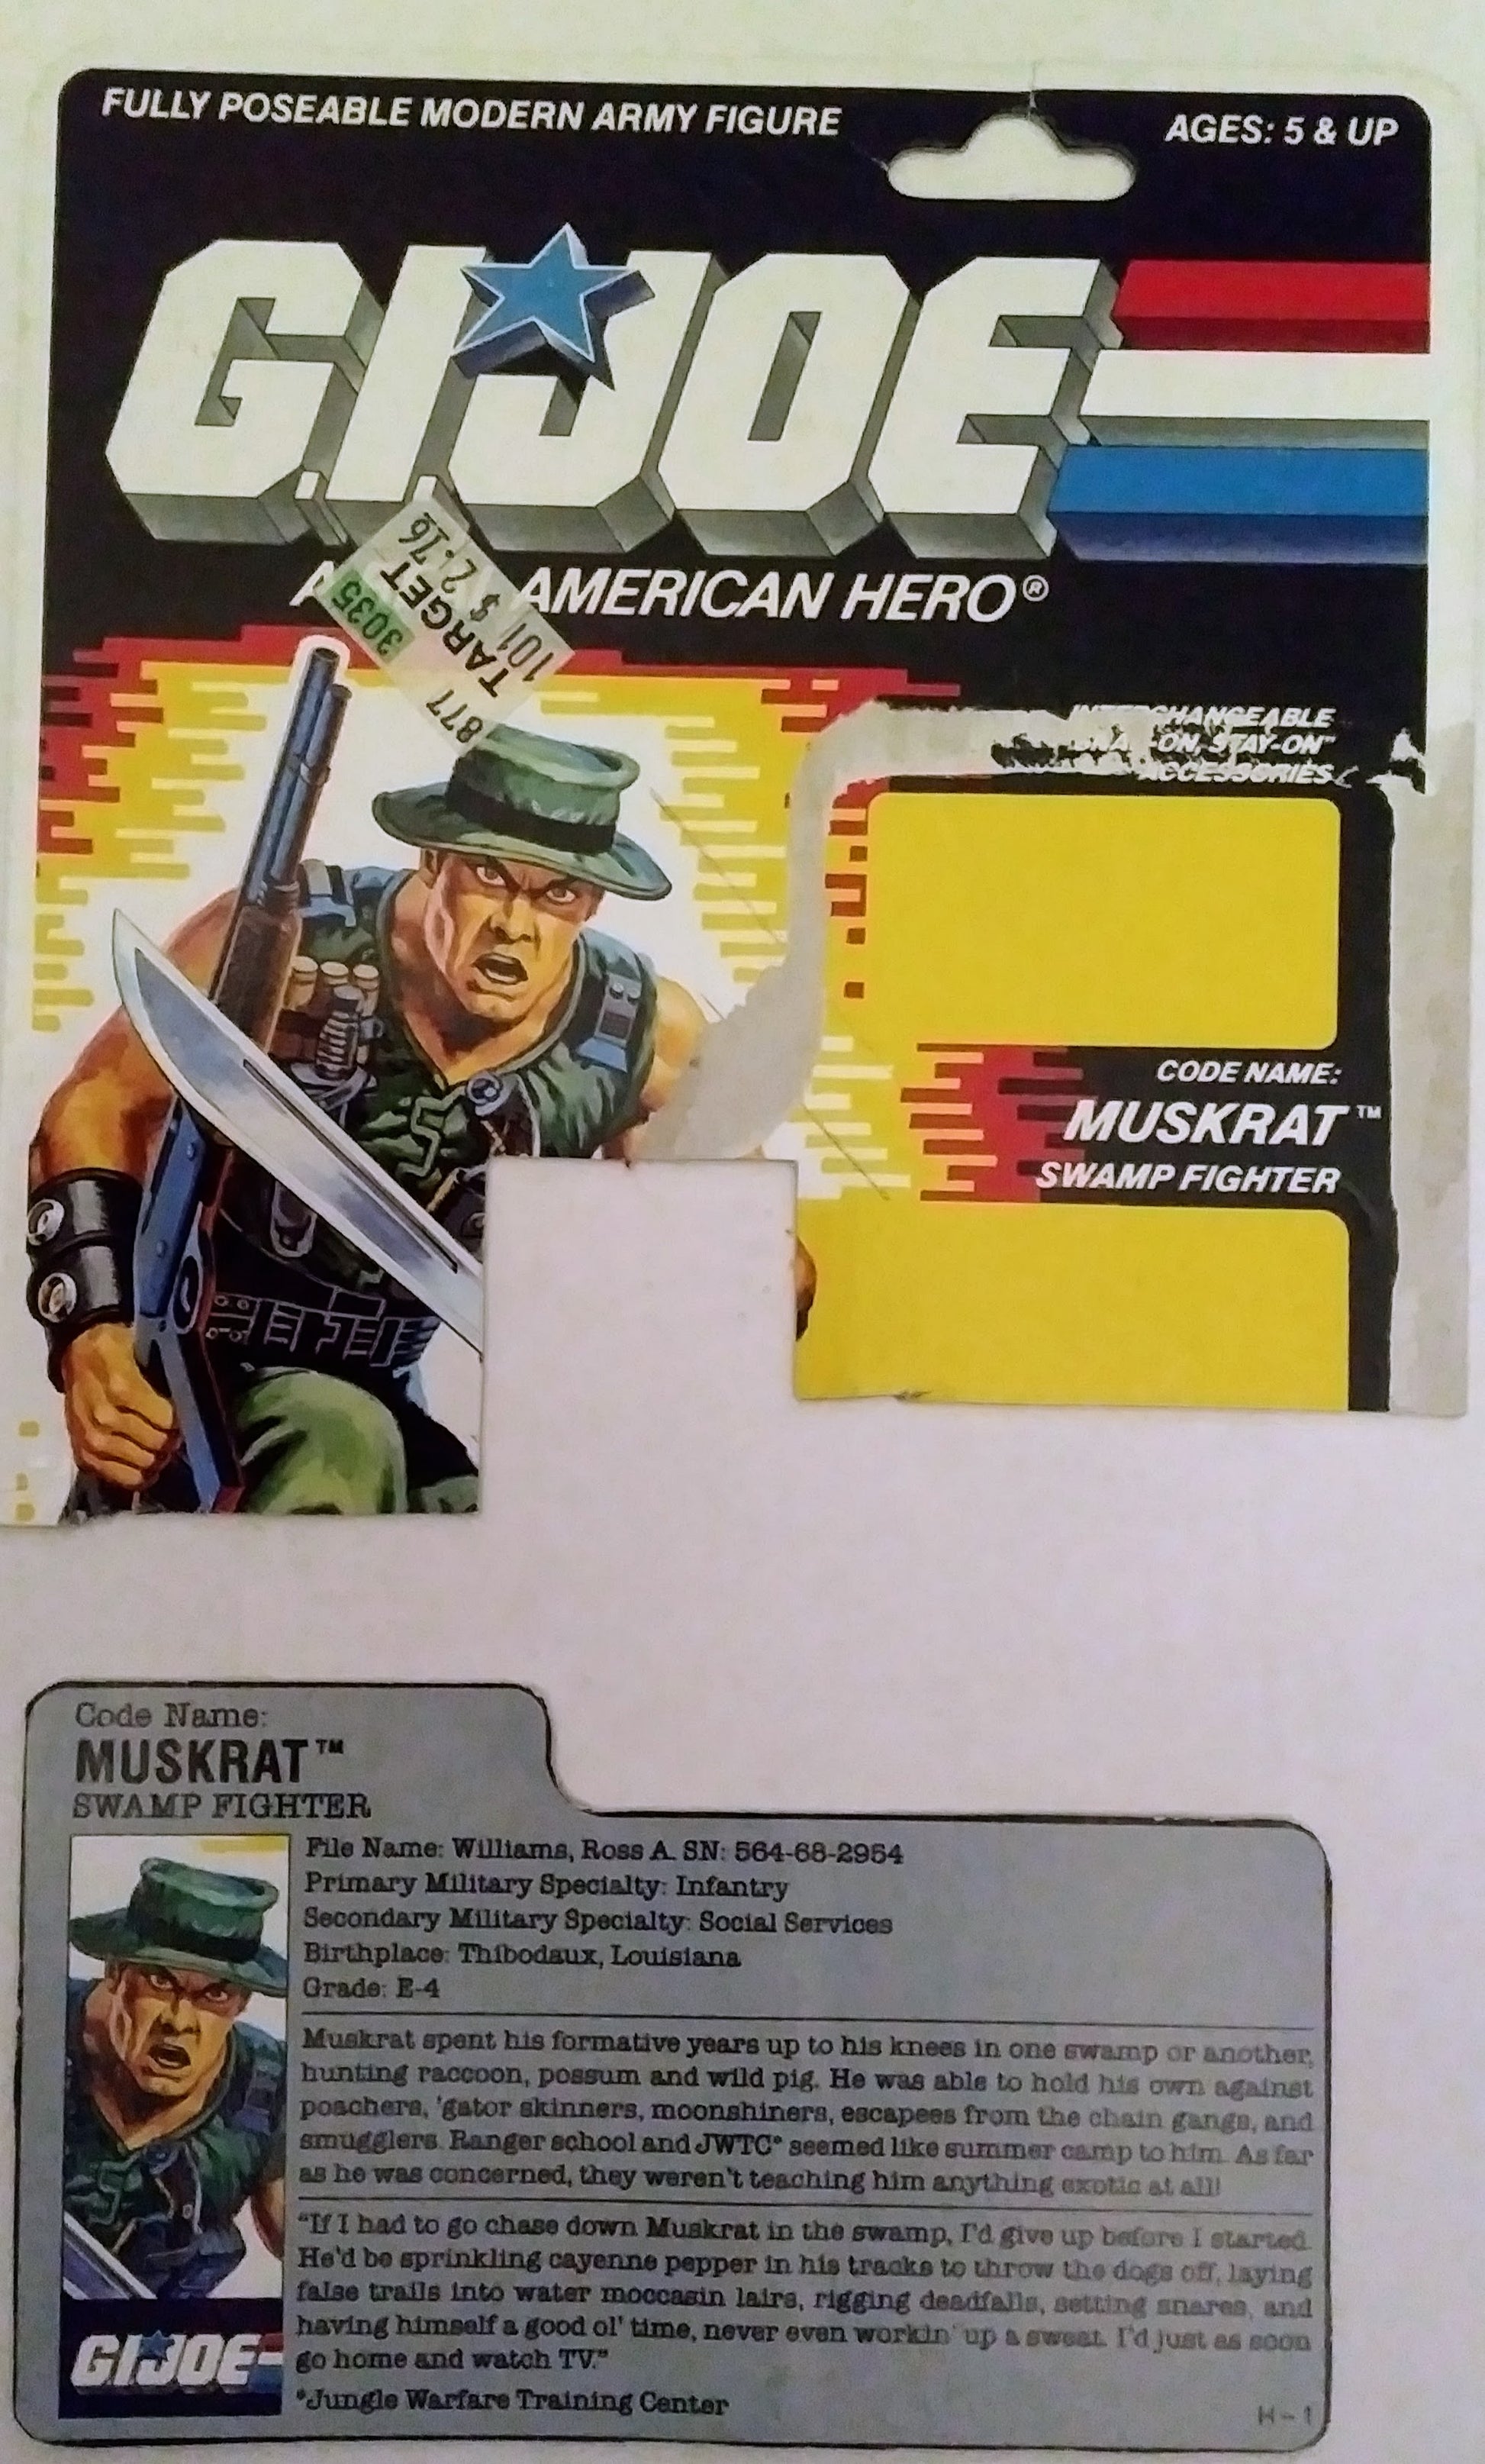 FULLY POSEABLE MODERN ARMY FIGURE
AGES: 5 & UP
G.I. JOE
A AMERICAN HERO®
3035
TARGET
101 $ 2.76
877
INTERCHANGEABLE
SNAP-ON, STAY-ON™
ACCESSORIES
CODE NAME:
MUSKRAT™
SWAMP FIGHTER
Code Name:
MUSKRAT™
SWAMP FIGHTER
File Name: Williams, Ross A. SN: 564-68-2954
Primary Military Specialty: Infantry
Secondary Military Specialty: Social Services
Birthplace: Thibodaux, Louisiana
Grade: E-4
Muskrat spent his formative years up to his knees in one swamp or another,
hunting raccoon, possum and wild pig. He was able to hold his own against
poachers, 'gator skinners, moonshiners, escapees from the chain gangs, and
smugglers. Ranger school and JWTC* seemed like summer camp to him. As far
as he was concerned, they weren't teaching him anything exotic at all!
"If I had to go chase down Muskrat in the swamp, I'd give up before I started.
He'd be sprinkling cayenne pepper in his tracks to throw the dogs off, laying
false trails into water moccasin lairs, rigging deadfalls, setting snares, and
having himself a good ol' time, never even workin' up a sweat. I'd just as soon
go home and watch TV."
*Jungle Warfare Training Center
GI JOE
H-1